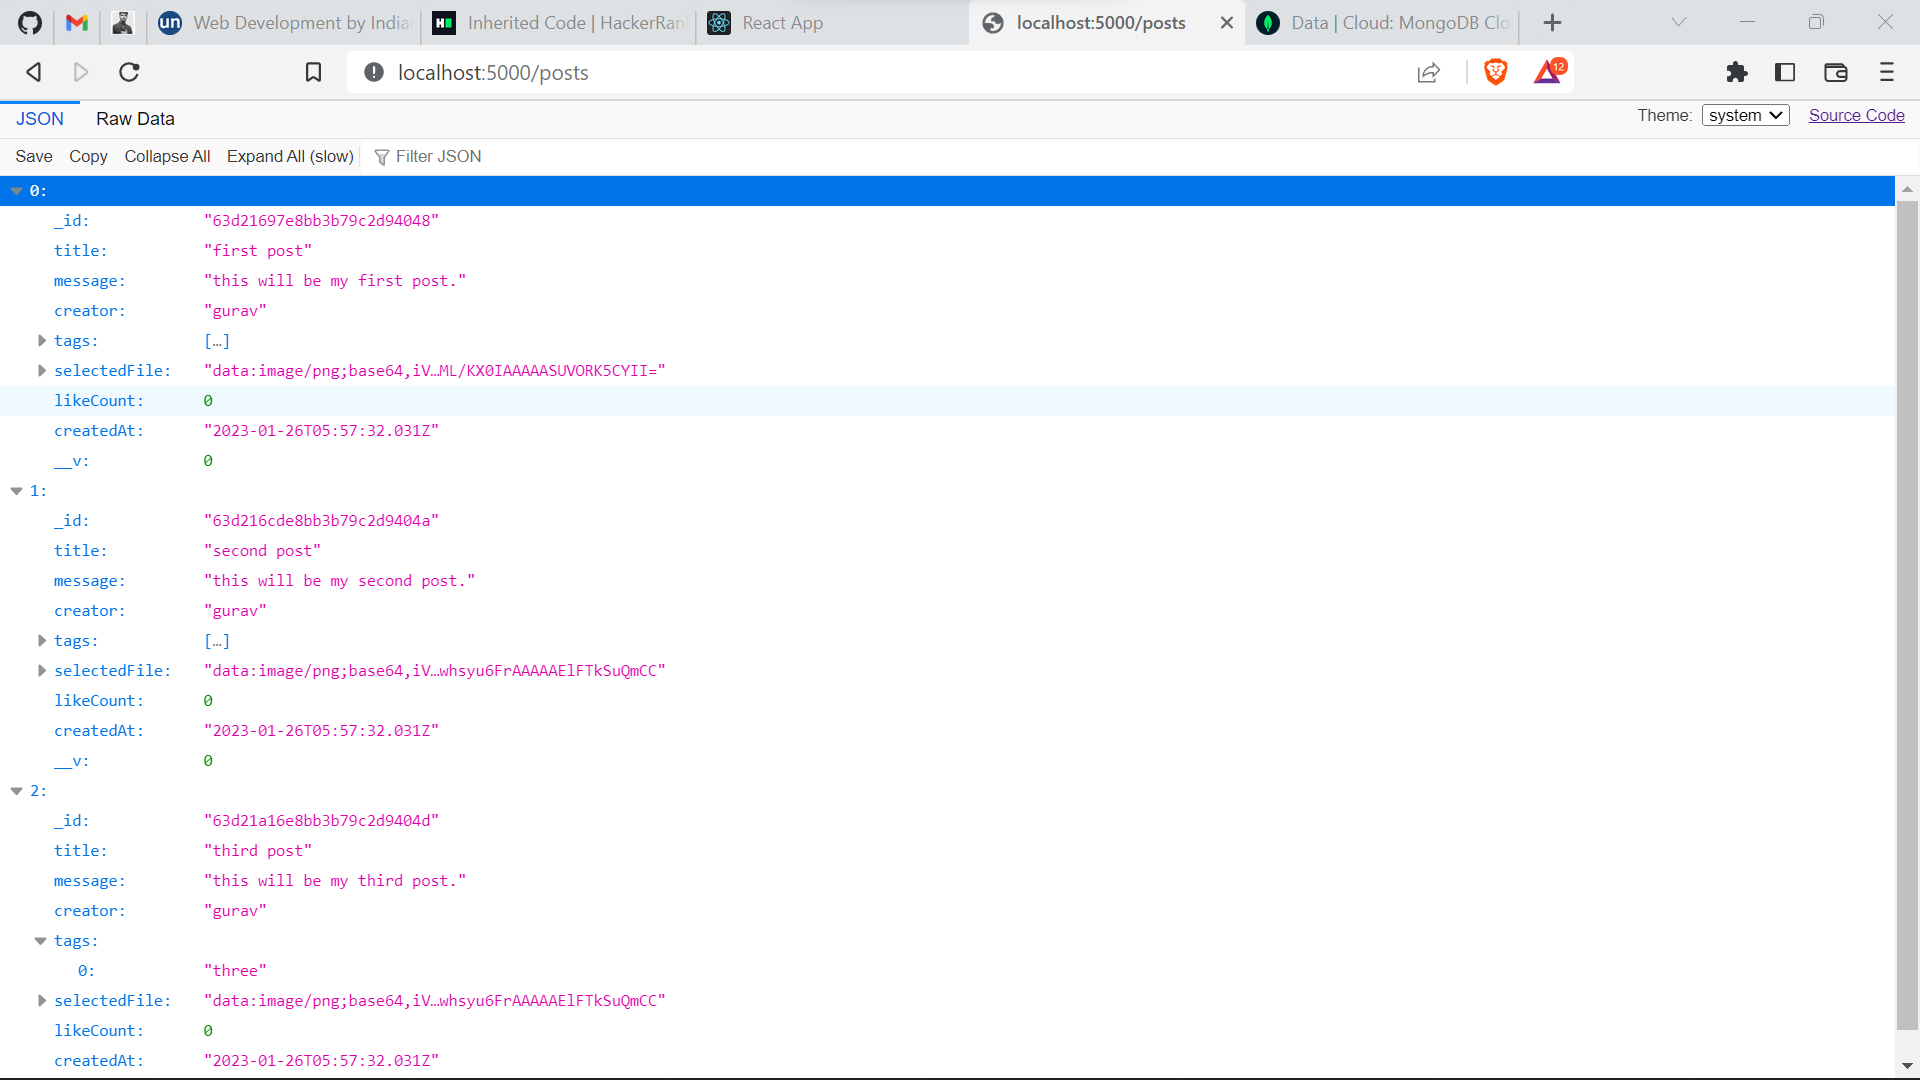 un Web Development by India
H Inherited Code | HackerRank
React App
localhost:5000/posts
Data | Cloud: MongoDB Clo
localhost:5000/posts
12
JSON Raw Data
Theme: system Source Code
Save Copy Collapse All Expand All (slow) Filter JSON
0:
_id: "63d21697e8bb3b79c2d94048"
title: "first post"
message: "this will be my first post."
creator: "gurav"
tags: […]
selectedFile: "data:image/png;base64,iV…ML/KX0IAAAAASUVORK5CYII="
likeCount: 0
createdAt: "2023-01-26T05:57:32.031Z"
__v: 0
1:
_id: "63d216cde8bb3b79c2d9404a"
title: "second post"
message: "this will be my second post."
creator: "gurav"
tags: […]
selectedFile: "data:image/png;base64,iV…whsyu6FrAAAAAElFTkSuQmCC"
likeCount: 0
createdAt: "2023-01-26T05:57:32.031Z"
__v: 0
2:
_id: "63d21a16e8bb3b79c2d9404d"
title: "third post"
message: "this will be my third post."
creator: "gurav"
tags:
0: "three"
selectedFile: "data:image/png;base64,iV…whsyu6FrAAAAAElFTkSuQmCC"
likeCount: 0
createdAt: "2023-01-26T05:57:32.031Z"